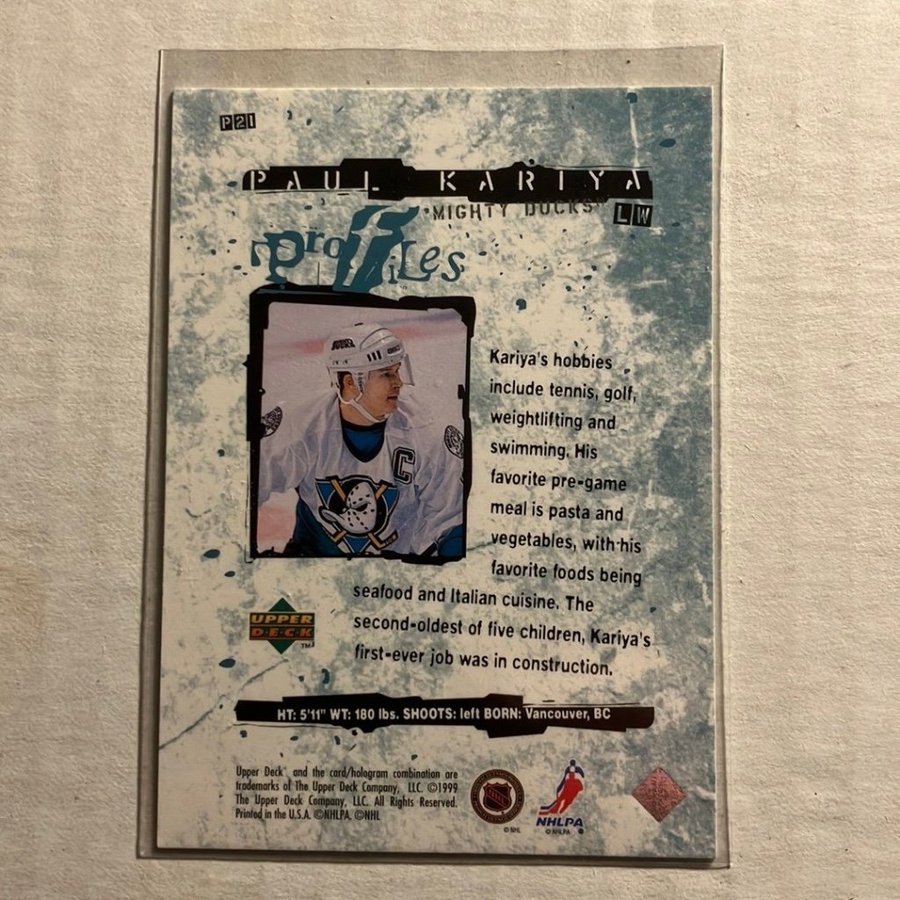 P21
PAUL KARIYA
MIGHTY DUCKS
LW
PROFILES
C
Kariya's hobbies
include tennis, golf,
weightlifting and
swimming. His
favorite pre-game
meal is pasta and
vegetables, with his
favorite foods being
seafood and Italian cuisine. The
second-oldest of five children, Kariya's
first-ever job was in construction.
UPPER
DECK
TM
HT: 5'11" WT: 180 lbs. SHOOTS: left BORN: Vancouver, BC
Upper Deck and the card/hologram combination are
trademarks of The Upper Deck Company, LLC. ©1999
The Upper Deck Company, LLC. All Rights Reserved.
Printed in the U.S.A. ©NHLPA. ©NHL
© NHL
NHLPA
© NHLPA